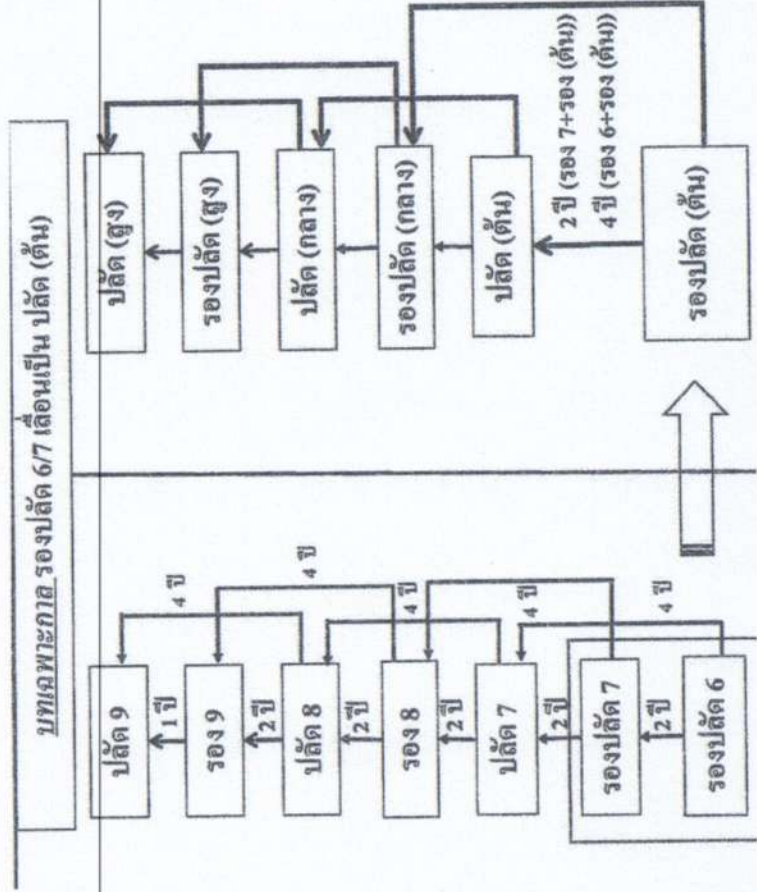 บทเฉพาะกาล รองปลัด 6/7 เลื่อนเป็น ปลัด (ต้น)
ปลัด 9
1 ปี
4 ปี
รอง 9
2 ปี
4 ปี
ปลัด 8
2 ปี
4 ปี
รอง 8
2 ปี
4 ปี
ปลัด 7
2 ปี
4 ปี
รองปลัด 7
2 ปี
รองปลัด 6
ปลัด (สูง)
รองปลัด (สูง)
ปลัด (กลาง)
รองปลัด (กลาง)
ปลัด (ต้น)
2 ปี (รอง 7+รอง (ต้น))
4 ปี (รอง 6+รอง (ต้น))
รองปลัด (ต้น)